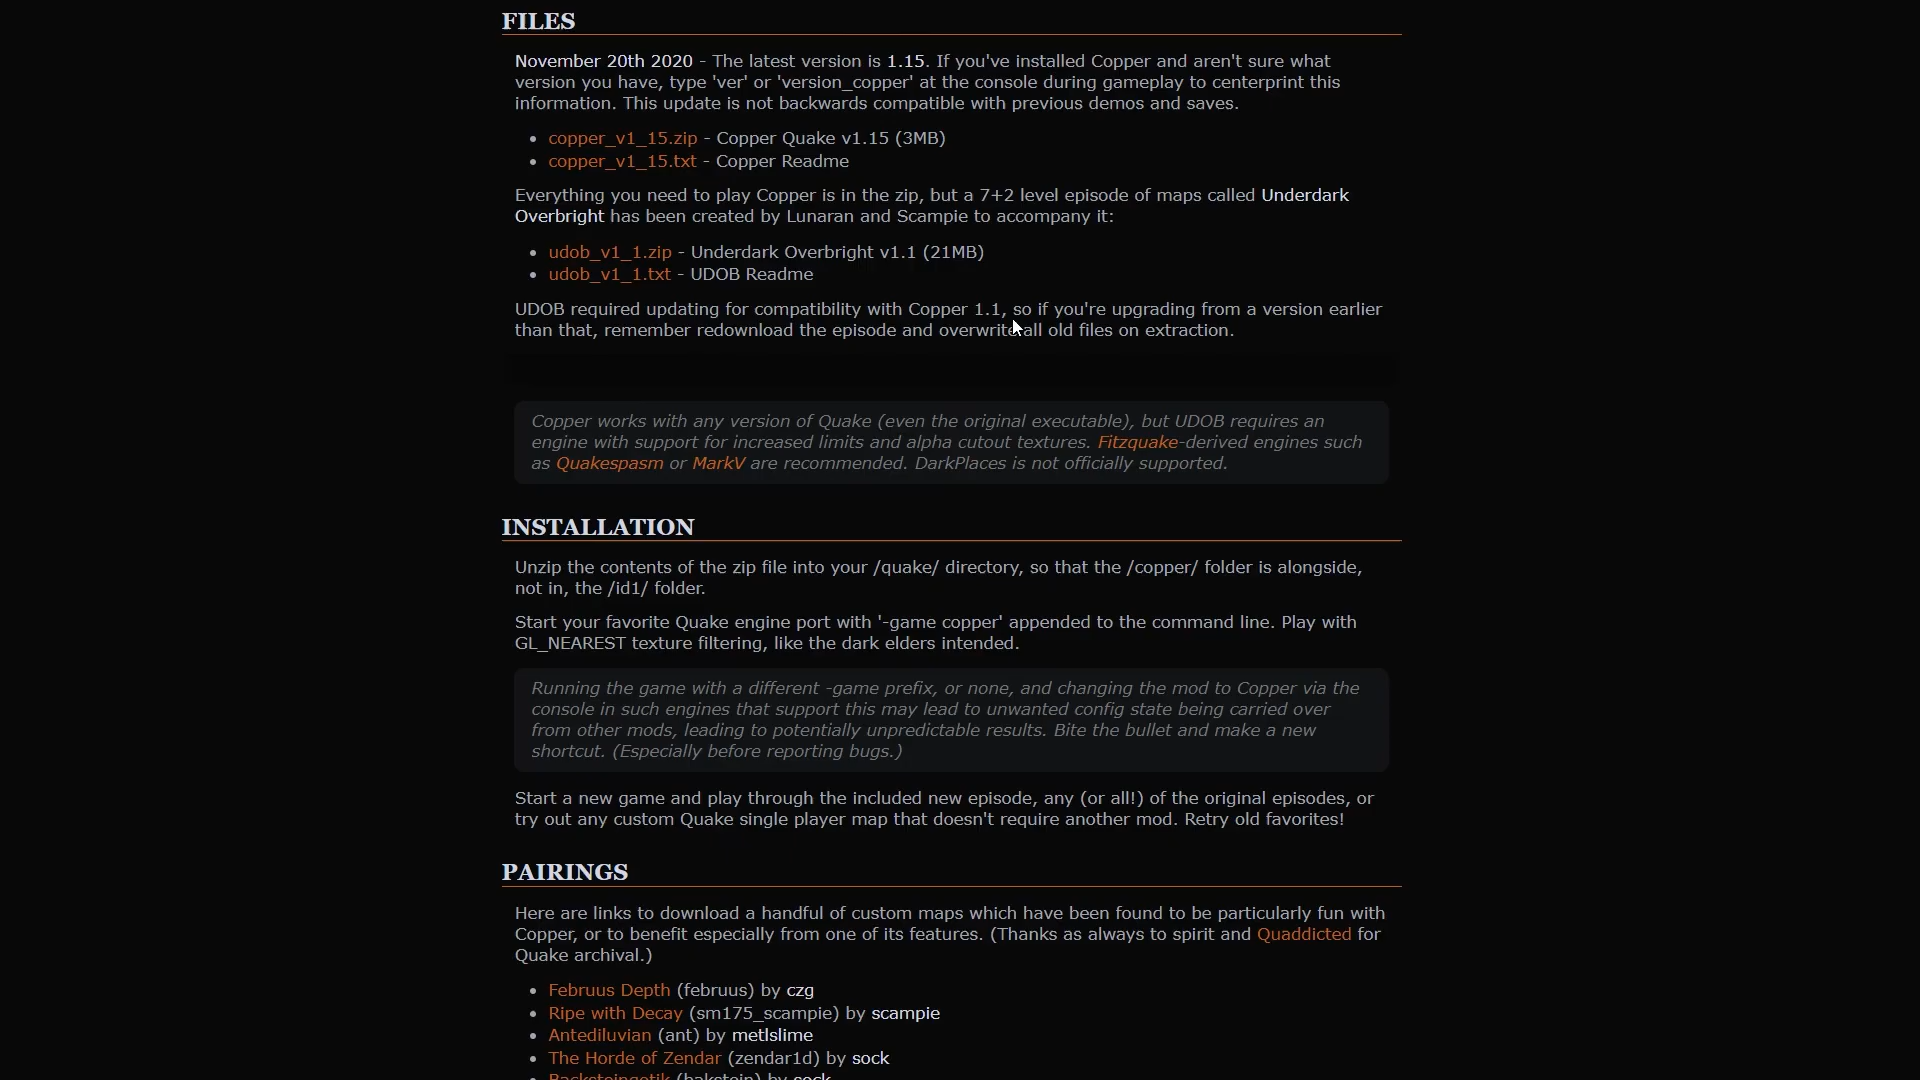 FILES
November 20th 2020 - The latest version is 1.15. If you've installed Copper and aren't sure what
version you have, type 'ver' or 'version_copper' at the console during gameplay to centerprint this
information. This update is not backwards compatible with previous demos and saves.
• copper_v1_15.zip - Copper Quake v1.15 (3MB)
• copper_v1_15.txt - Copper Readme
Everything you need to play Copper is in the zip, but a 7+2 level episode of maps called Underdark
Overbright has been created by Lunaran and Scampie to accompany it:
• udob_v1_1.zip - Underdark Overbright v1.1 (21MB)
• udob_v1_1.txt - UDOB Readme
UDOB required updating for compatibility with Copper 1.1, so if you're upgrading from a version earlier
than that, remember redownload the episode and overwrite all old files on extraction.
Copper works with any version of Quake (even the original executable), but UDOB requires an
engine with support for increased limits and alpha cutout textures. Fitzquake-derived engines such
as Quakespasm or MarkV are recommended. DarkPlaces is not officially supported.
INSTALLATION
Unzip the contents of the zip file into your /quake/ directory, so that the /copper/ folder is alongside,
not in, the /id1/ folder.
Start your favorite Quake engine port with '-game copper' appended to the command line. Play with
GL_NEAREST texture filtering, like the dark elders intended.
Running the game with a different -game prefix, or none, and changing the mod to Copper via the
console in such engines that support this may lead to unwanted config state being carried over
from other mods, leading to potentially unpredictable results. Bite the bullet and make a new
shortcut. (Especially before reporting bugs.)
Start a new game and play through the included new episode, any (or all!) of the original episodes, or
try out any custom Quake single player map that doesn't require another mod. Retry old favorites!
PAIRINGS
Here are links to download a handful of custom maps which have been found to be particularly fun with
Copper, or to benefit especially from one of its features. (Thanks as always to spirit and Quaddicted for
Quake archival.)
• Februus Depth (februus) by czg
• Ripe with Decay (sm175_scampie) by scampie
• Antediluvian (ant) by metlslime
• The Horde of Zendar (zendar1d) by sock
• Backsteingotik (bakstein) by sock